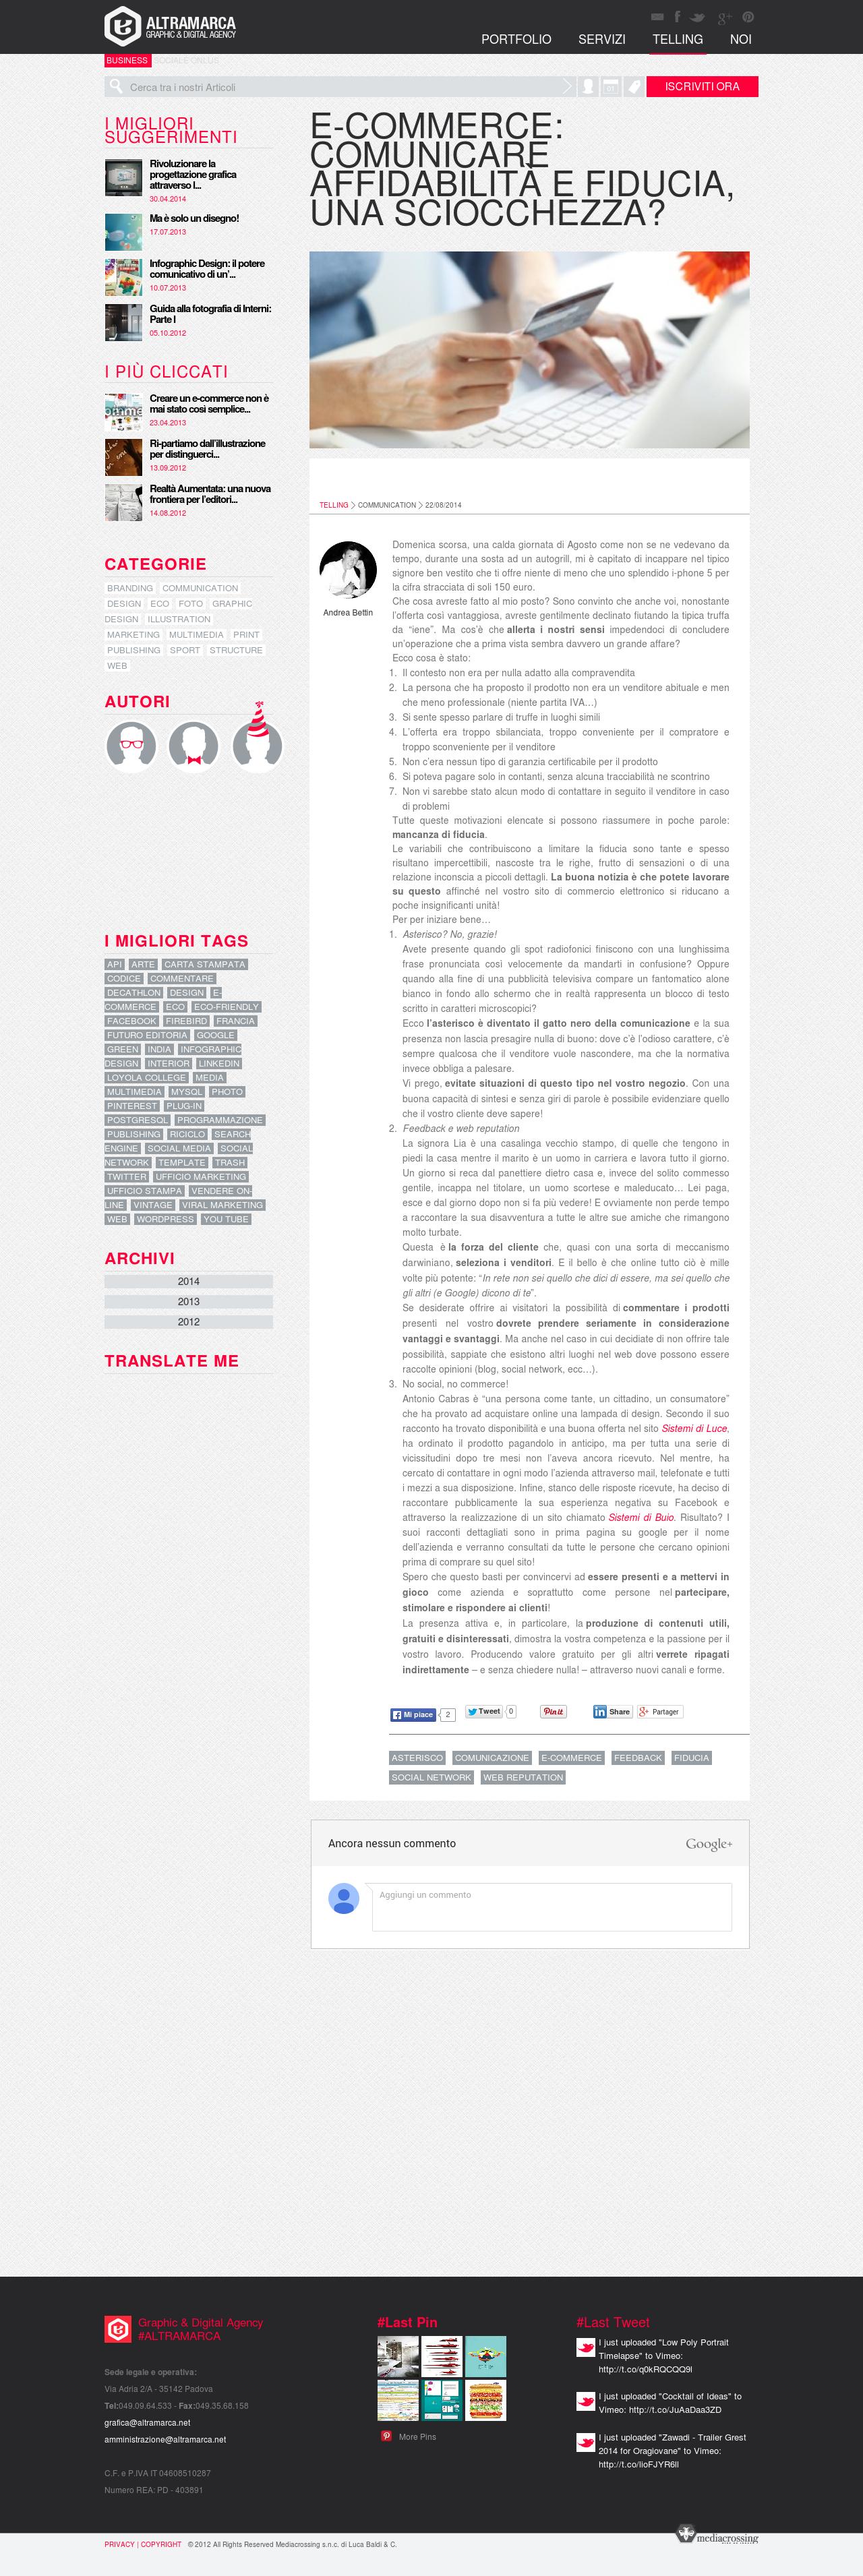 ALTRAMARCA
GRAPHIC & DIGITAL AGENCY
PORTFOLIO SERVIZI TELLING NOI
BUSINESS SOCIALE ONLUS
Cerca tra i nostri Articoli
ISCRIVITI ORA
I MIGLIORI
SUGGERIMENTI
Rivoluzionare la
progettazione grafica
attraverso l...
30.04.2014
Ma è solo un disegno!
17.07.2013
Infographic Design: il potere
comunicativo di un'...
10.07.2013
Guida alla fotografia di Interni:
Parte I
05.10.2012
I PIÙ CLICCATI
Creare un e-commerce non è
mai stato così semplice...
23.04.2013
Ri-partiamo dall'illustrazione
per distinguerci...
13.09.2012
Realtà Aumentata: una nuova
frontiera per l'editori...
14.08.2012
CATEGORIE
BRANDING COMMUNICATION
DESIGN ECO FOTO GRAPHIC
DESIGN ILLUSTRATION
MARKETING MULTIMEDIA PRINT
PUBLISHING SPORT STRUCTURE
WEB
AUTORI
I MIGLIORI TAGS
API ARTE CARTA STAMPATA
CODICE COMMENTARE
DECATHLON DESIGN E-
COMMERCE ECO ECO-FRIENDLY
FACEBOOK FIREBIRD FRANCIA
FUTURO EDITORIA GOOGLE
GREEN INDIA INFOGRAPHIC
DESIGN INTERIOR LINKEDIN
LOYOLA COLLEGE MEDIA
MULTIMEDIA MYSQL PHOTO
PINTEREST PLUG-IN
POSTGRESQL PROGRAMMAZIONE
PUBLISHING RICICLO SEARCH
ENGINE SOCIAL MEDIA SOCIAL
NETWORK TEMPLATE TRASH
TWITTER UFFICIO MARKETING
UFFICIO STAMPA VENDERE ON-
LINE VINTAGE VIRAL MARKETING
WEB WORDPRESS YOU TUBE
ARCHIVI
2014
2013
2012
TRANSLATE ME
E-COMMERCE:
COMUNICARE
AFFIDABILITÀ E FIDUCIA,
UNA SCIOCCHEZZA?
TELLING COMMUNICATION 22/08/2014
Andrea Bettin
Domenica scorsa, una calda giornata di Agosto come non se ne vedevano da
tempo, durante una sosta ad un autogrill, mi è capitato di incappare nel tipico
signore ben vestito che ti offre niente di meno che uno splendido i-phone 5 per
la cifra stracciata di soli 150 euro.
Che cosa avreste fatto al mio posto? Sono convinto che anche voi, nonostante
l'offerta così vantaggiosa, avreste gentilmente declinato fiutando la tipica truffa
da "iene". Ma cos'è che allerta i nostri sensi impedendoci di concludere
un'operazione che a prima vista sembra davvero un grande affare?
Ecco cosa è stato:
1. Il contesto non era per nulla adatto alla compravendita
2. La persona che ha proposto il prodotto non era un venditore abituale e men
che meno professionale (niente partita IVA…)
3. Si sente spesso parlare di truffe in luoghi simili
4. L'offerta era troppo sbilanciata, troppo conveniente per il compratore e
troppo sconveniente per il venditore
5. Non c'era nessun tipo di garanzia certificabile per il prodotto
6. Si poteva pagare solo in contanti, senza alcuna tracciabilità ne scontrino
7. Non vi sarebbe stato alcun modo di contattare in seguito il venditore in caso
di problemi
Tutte queste motivazioni elencate si possono riassumere in poche parole:
mancanza di fiducia.
Le variabili che contribuiscono a limitare la fiducia sono tante e spesso
risultano impercettibili, nascoste tra le righe, frutto di sensazioni o di una
relazione inconscia a piccoli dettagli. La buona notizia è che potete lavorare
su questo affinché nel vostro sito di commercio elettronico si riducano a
poche insignificanti unità!
Per per iniziare bene…
1. Asterisco? No, grazie!
Avete presente quando gli spot radiofonici finiscono con una lunghissima
frase pronunciata così velocemente da mandarti in confusione? Oppure
quando alla fine di una pubblicità televisiva compare un fantomatico alone
bianco in fondo allo schermo che in realtà rappresenta un blocco di testo
scritto in caratteri microscopici?
Ecco l'asterisco è diventato il gatto nero della comunicazione e la sua
presenza non lascia presagire nulla di buono: dove c'è l'odioso carattere, c'è
sempre qualcosa che il venditore vuole nascondere, ma che la normativa
invece obbliga a palesare.
Vi prego, evitate situazioni di questo tipo nel vostro negozio. Con una
buona capacità di sintesi e senza giri di parole è possibile evidenziare quello
che il vostro cliente deve sapere!
2. Feedback e web reputation
La signora Lia è una casalinga vecchio stampo, di quelle che tengono in
piedi la casa mentre il marito è un uomo in carriera e lavora tutto il giorno.
Un giorno si reca dal panettiere dietro casa e, invece del solito commesso
gentile, incappa nel titolare, un uomo scortese e maleducato… Lei paga,
esce e dal giorno dopo non si fa più vedere! E ovviamente non perde tempo
a raccontare la sua disavventura a tutte le altre sue amiche che rimangono
molto turbate.
Questa è la forza del cliente che, quasi con una sorta di meccanismo
darwiniano, seleziona i venditori. E il bello è che online tutto ciò è mille
volte più potente: "In rete non sei quello che dici di essere, ma sei quello che
gli altri (e Google) dicono di te".
Se desiderate offrire ai visitatori la possibilità di commentare i prodotti
presenti nel vostro dovrete prendere seriamente in considerazione
vantaggi e svantaggi. Ma anche nel caso in cui decidiate di non offrire tale
possibilità, sappiate che esistono altri luoghi nel web dove possono essere
raccolte opinioni (blog, social network, ecc…).
3. No social, no commerce!
Antonio Cabras è "una persona come tante, un cittadino, un consumatore"
che ha provato ad acquistare online una lampada di design. Secondo il suo
racconto ha trovato disponibilità e una buona offerta nel sito Sistemi di Luce,
ha ordinato il prodotto pagandolo in anticipo, ma per tutta una serie di
vicissitudini dopo tre mesi non l'aveva ancora ricevuto. Nel mentre, ha
cercato di contattare in ogni modo l'azienda attraverso mail, telefonate e tutti
i mezzi a sua disposizione. Infine, stanco delle risposte ricevute, ha deciso di
raccontare pubblicamente la sua esperienza negativa su Facebook e
attraverso la realizzazione di un sito chiamato Sistemi di Buio. Risultato? I
suoi racconti dettagliati sono in prima pagina su google per il nome
dell'azienda e verranno consultati da tutte le persone che cercano opinioni
prima di comprare su quel sito!
Spero che questo basti per convincervi ad essere presenti e a mettervi in
gioco come azienda e soprattutto come persone nel partecipare,
stimolare e rispondere ai clienti!
La presenza attiva e, in particolare, la produzione di contenuti utili,
gratuiti e disinteressati, dimostra la vostra competenza e la passione per il
vostro lavoro. Producendo valore gratuito per gli altri verrete ripagati
indirettamente – e senza chiedere nulla! – attraverso nuovi canali e forme.
Mi piace 2 Tweet 0 Pinit Share Partager
ASTERISCO COMUNICAZIONE E-COMMERCE FEEDBACK FIDUCIA
SOCIAL NETWORK WEB REPUTATION
Ancora nessun commento
Google+
Aggiungi un commento
Graphic & Digital Agency
#ALTRAMARCA
Sede legale e operativa:
Via Adria 2/A - 35142 Padova
Tel:049.09.64.533 - Fax:049.35.68.158
grafica@altramarca.net
amministrazione@altramarca.net
C.F. e P.IVA IT 04608510287
Numero REA: PD - 403891
#Last Pin
More Pins
#Last Tweet
I just uploaded "Low Poly Portrait
Timelapse" to Vimeo:
http://t.co/q0kRQCQQ9l
I just uploaded "Cocktail of Ideas" to
Vimeo: http://t.co/JuAaDaa3ZD
I just uploaded "Zawadi - Trailer Grest
2014 for Oragiovane" to Vimeo:
http://t.co/lioFJYR6ll
PRIVACY | COPYRIGHT © 2012 All Rights Reserved Mediacrossing s.n.c. di Luca Baldi & C.
mediacrossing